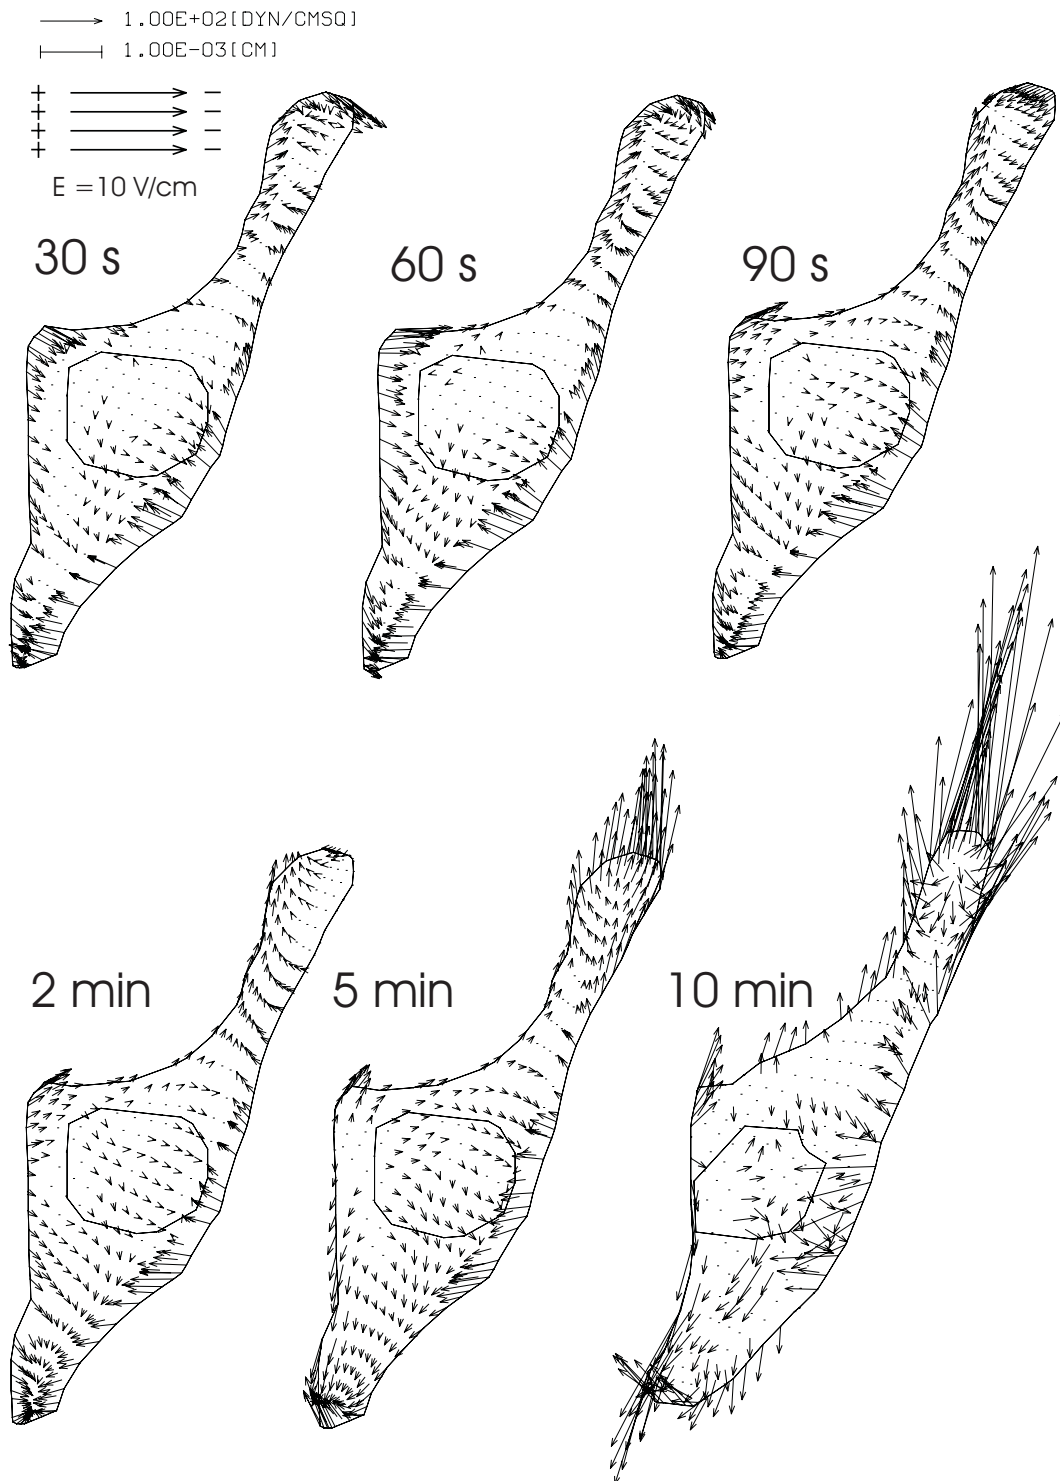 1.00E+02[DYN/CMSQ]
1.00E-03[CM]
+ −
+ −
+ −
+ −
E =10 V/cm
30 s
60 s
90 s
2 min
5 min
10 min